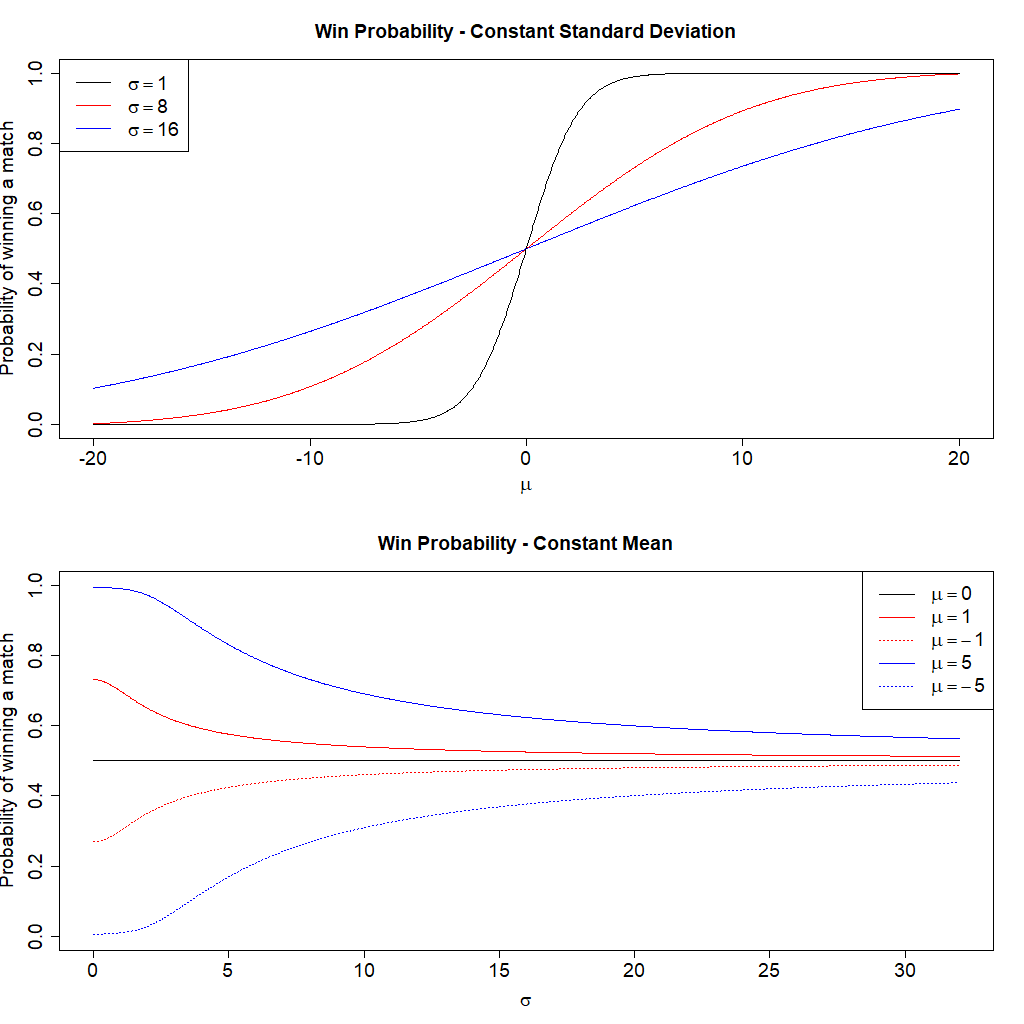 Win Probability - Constant Standard Deviation
Probability of winning a match
0.0 0.2 0.4 0.6 0.8 1.0
σ = 1
σ = 8
σ = 16
-20 -10 0 10 20
μ
Win Probability - Constant Mean
Probability of winning a match
0.0 0.2 0.4 0.6 0.8 1.0
μ = 0
μ = 1
μ = − 1
μ = 5
μ = − 5
0 5 10 15 20 25 30
σ